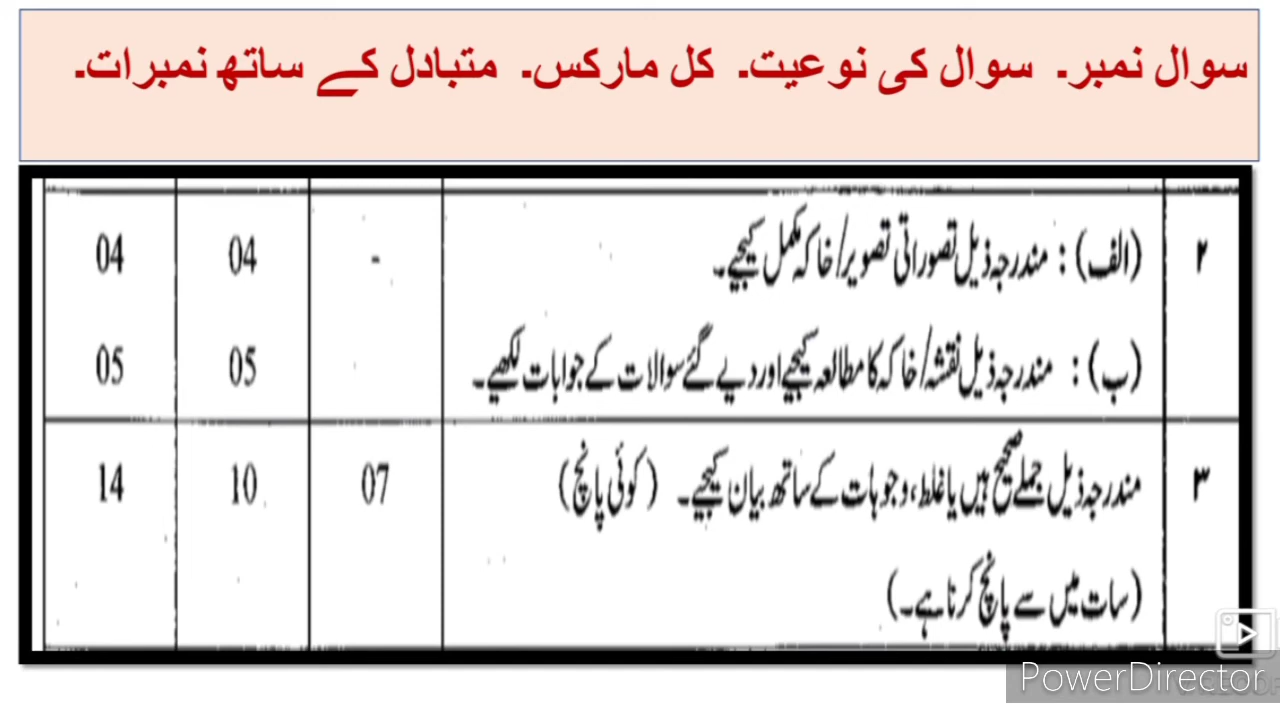 سوال نمبر۔ سوال کی نوعیت۔ کل مارکس۔ متبادل کے ساتھ نمبرات۔
۲ (الف) : مندرجہ ذیل تصوراتی تصویر/خاکہ مکمل کیجیے۔ - 04 04
(ب) : مندرجہ ذیل نقشہ/خاکہ کا مطالعہ کیجیے اور دیے گئے سوالات کے جوابات لکھیے۔ 05 05
۳ مندرجہ ذیل جملے صحیح ہیں یا غلط، وجوہات کے ساتھ بیان کیجیے۔ (کوئی پانچ) 07 10 14
(سات میں سے پانچ کرنا ہے۔)
PowerDirector